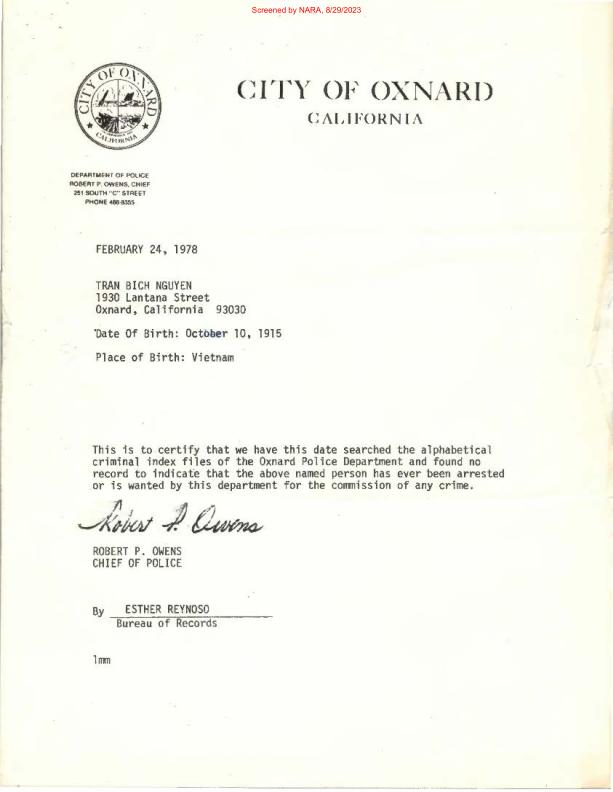 Screened by NARA, 8/29/2023
CITY OF OXNARD
CALIFORNIA
CITY OF OXNARD
CALIFORNIA
DEPARTMENT OF POLICE
ROBERT P. OWENS, CHIEF
251 SOUTH "C" STREET
PHONE 486-8355
FEBRUARY 24, 1978
TRAN BICH NGUYEN
1930 Lantana Street
Oxnard, California 93030
Date Of Birth: October 10, 1915
Place of Birth: Vietnam
This is to certify that we have this date searched the alphabetical
criminal index files of the Oxnard Police Department and found no
record to indicate that the above named person has ever been arrested
or is wanted by this department for the commission of any crime.
Robert P. Owens
ROBERT P. OWENS
CHIEF OF POLICE
By ESTHER REYNOSO
Bureau of Records
lmm